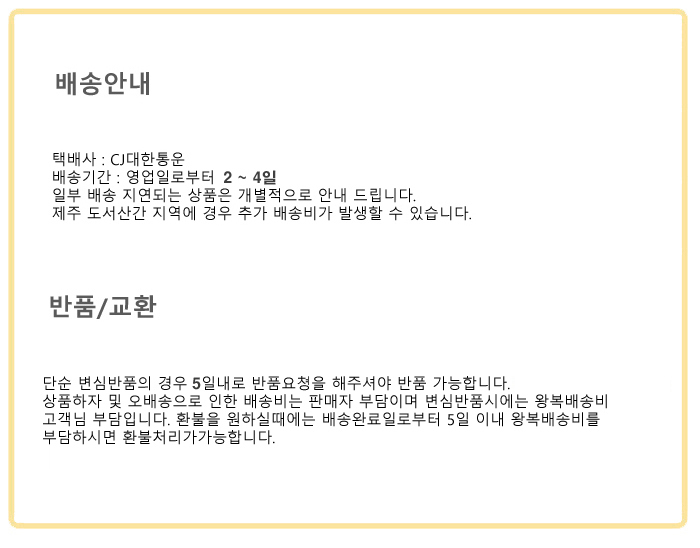 배송안내
택배사 : CJ대한통운
배송기간 : 영업일로부터 2 ~ 4일
일부 배송 지연되는 상품은 개별적으로 안내 드립니다.
제주 도서산간 지역에 경우 추가 배송비가 발생할 수 있습니다.
반품/교환
단순 변심반품의 경우 5일내로 반품요청을 해주셔야 반품 가능합니다.
상품하자 및 오배송으로 인한 배송비는 판매자 부담이며 변심반품시에는 왕복배송비
고객님 부담입니다. 환불을 원하실때에는 배송완료일로부터 5일 이내 왕복배송비를
부담하시면 환불처리가가능합니다.